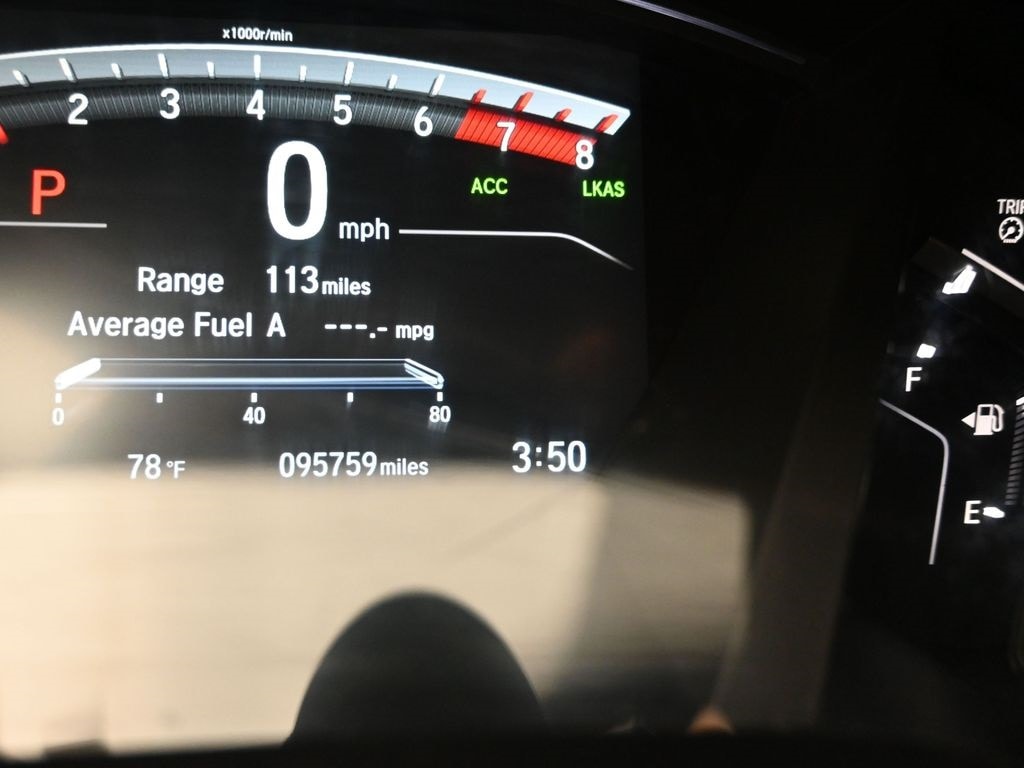 x1000r/min
2 3 4 5 6 7 8
P 0 mph ACC LKAS
TRIP
Range 113 miles
Average Fuel A ---.- mpg
0 40 80
78 °F 095759 miles 3:50
F
E